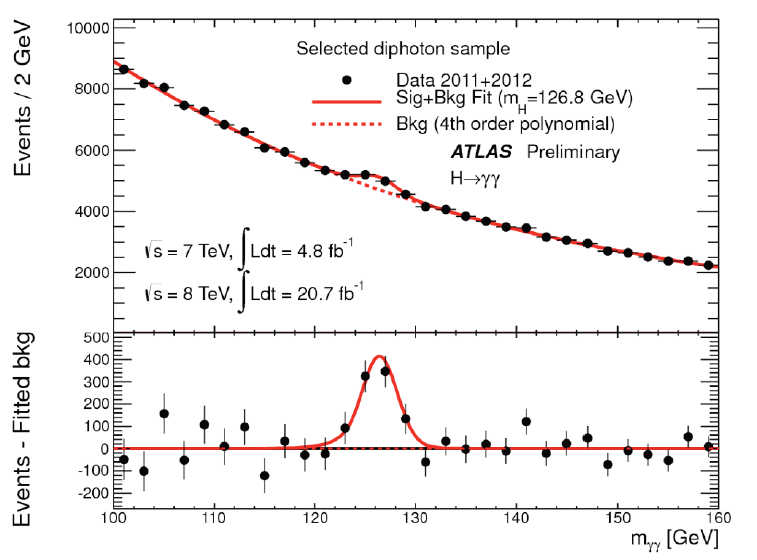 Events / 2 GeV
10000
8000
6000
4000
2000
Selected diphoton sample
Data 2011+2012
Sig+Bkg Fit (m_H=126.8 GeV)
Bkg (4th order polynomial)
ATLAS Preliminary
H→γγ
√s = 7 TeV, ∫Ldt = 4.8 fb⁻¹
√s = 8 TeV, ∫Ldt = 20.7 fb⁻¹
Events - Fitted bkg
500
400
300
200
100
0
-100
-200
100 110 120 130 140 150 160
m_γγ [GeV]